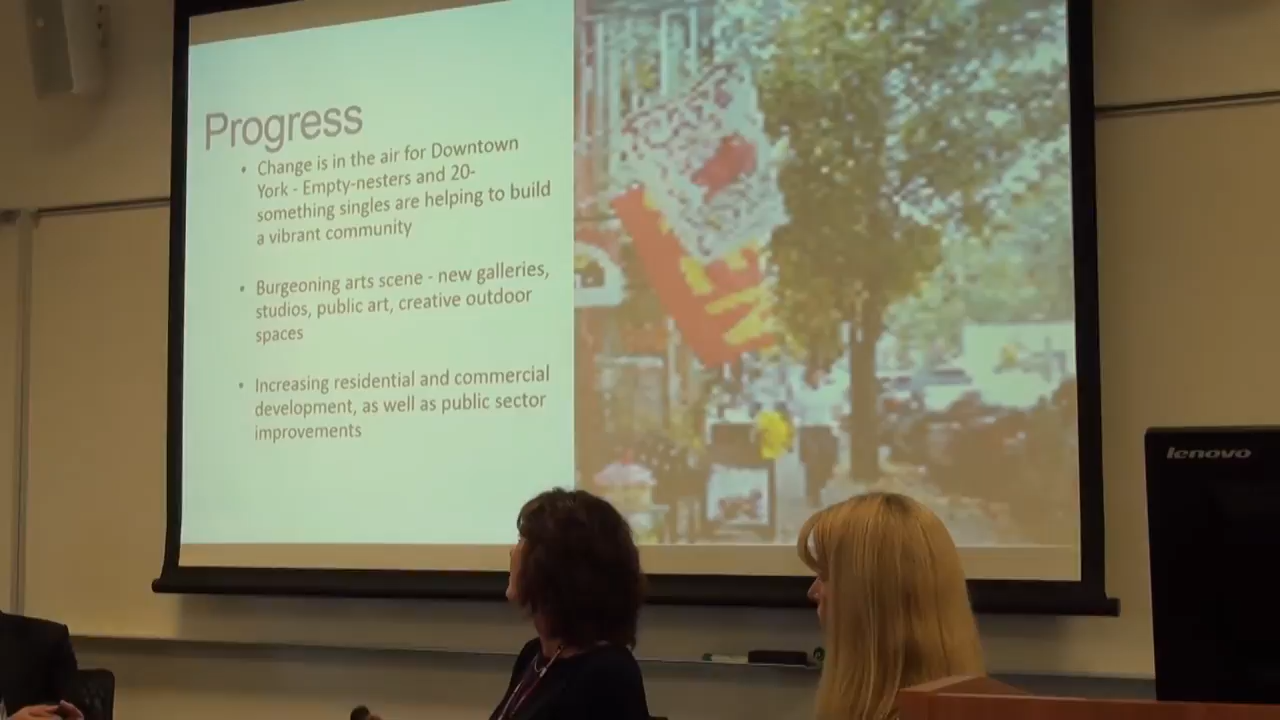 Progress
• Change is in the air for Downtown
York - Empty-nesters and 20-
something singles are helping to build
a vibrant community
• Burgeoning arts scene - new galleries,
studios, public art, creative outdoor
spaces
• Increasing residential and commercial
development, as well as public sector
improvements
lenovo